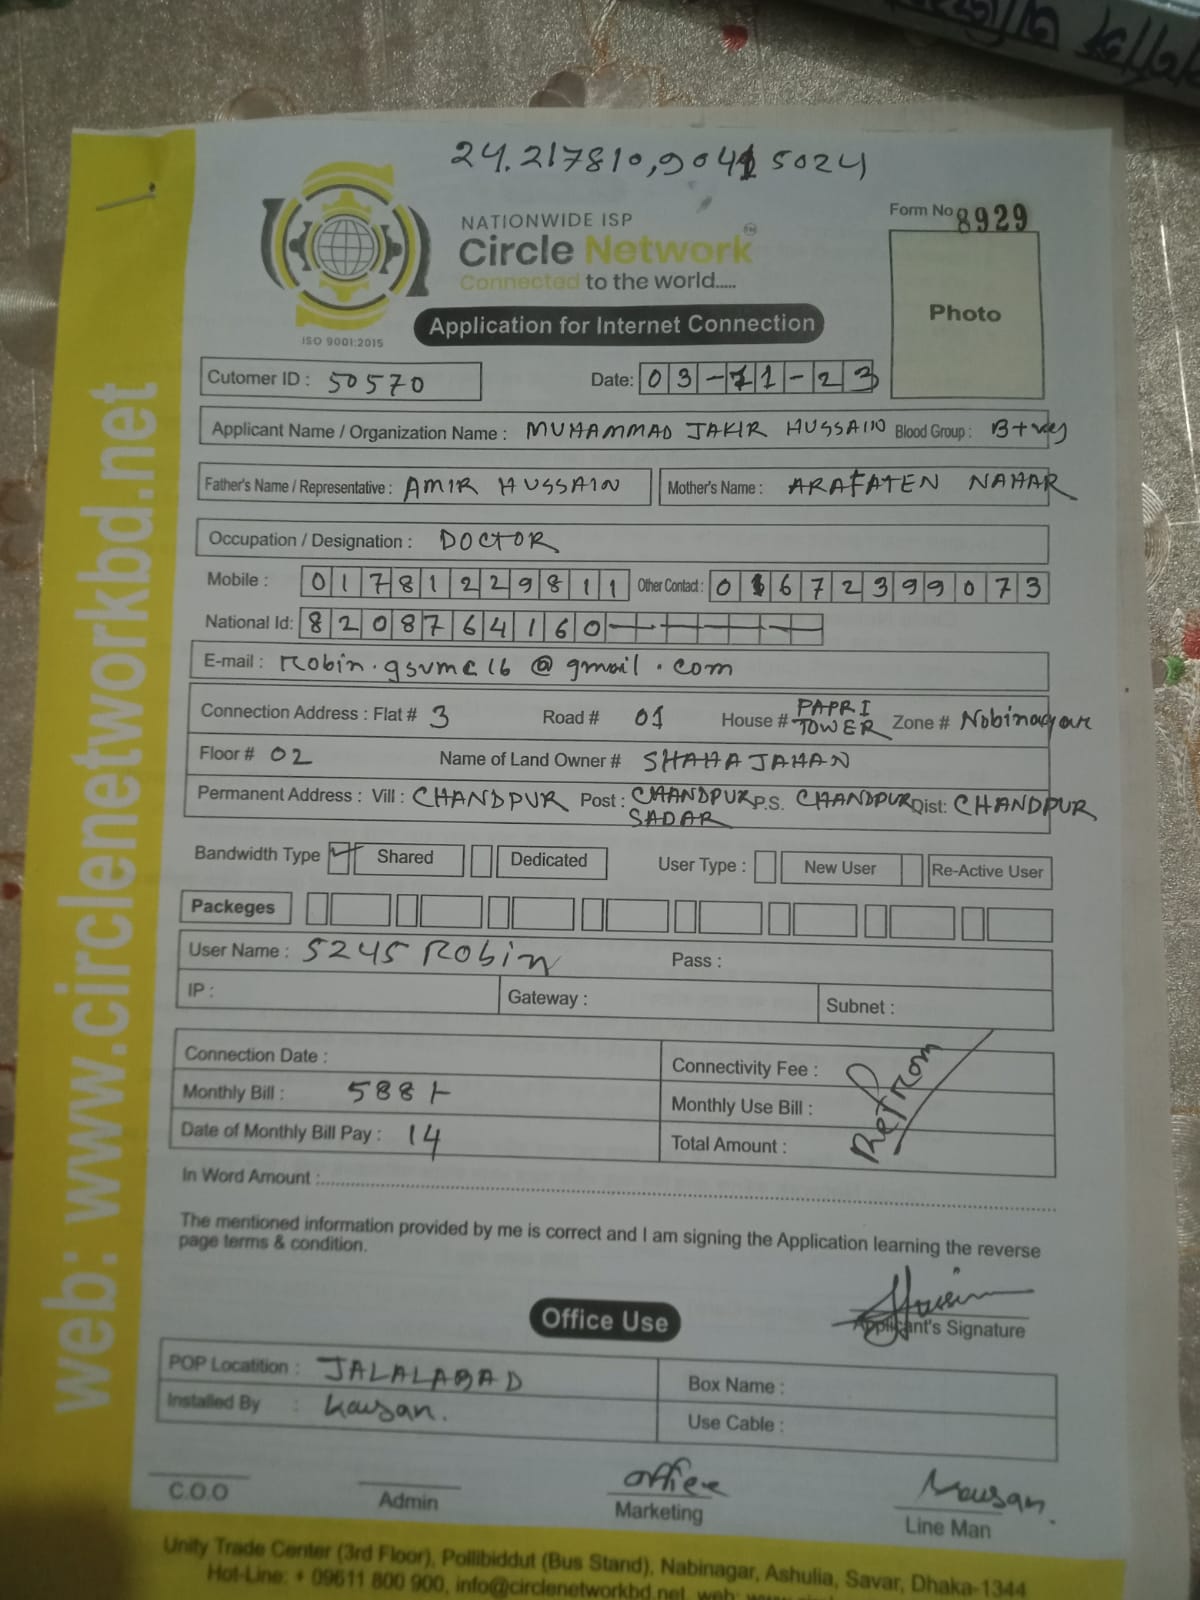 24.217810,9045024
NATIONWIDE ISP
Form No 8929
Circle Network
Connected to the world.....
Photo
Application for Internet Connection
ISO 9001:2015
Cutomer ID : 50570 Date: 03-11-23
Applicant Name / Organization Name : MUHAMMAD JAKIR HUSSAIN Blood Group : B+ve
Father's Name / Representative : AMIR HUSSAIN Mother's Name : ARAFATEN NAHAR
Occupation / Designation : DOCTOR
Mobile : 01781229811 Other Contact : 01672399073
National Id: 8208764160
E-mail : Robin.gsvmc16@gmail.com
Connection Address : Flat # 3 Road # 01 House # PAPRI TOWER Zone # Nobinagar
Floor # 02 Name of Land Owner # SHAHAJAHAN
Permanent Address : Vill : CHANDPUR Post : CHANDPUR SADAR P.S. CHANDPUR Dist: CHANDPUR
Bandwidth Type Shared Dedicated User Type : New User Re-Active User
Packeges
User Name : 5245 Robin Pass :
IP : Gateway : Subnet :
Connection Date : Connectivity Fee :
Monthly Bill : 588/- Monthly Use Bill :
Date of Monthly Bill Pay : 14 Total Amount :
In Word Amount :
The mentioned information provided by me is correct and I am signing the Application learning the reverse
page terms & condition.
Applicant's Signature
Office Use
POP Locatition : JALALABAD Box Name :
Installed By : Kawsan. Use Cable :
office Kawsan.
C.O.O Admin Marketing Line Man
Unity Trade Center (3rd Floor), Pollibiddut (Bus Stand), Nabinagar, Ashulia, Savar, Dhaka-1344
Hot-Line: + 09611 800 900, info@circlenetworkbd.net, web:
web: www.circlenetworkbd.net